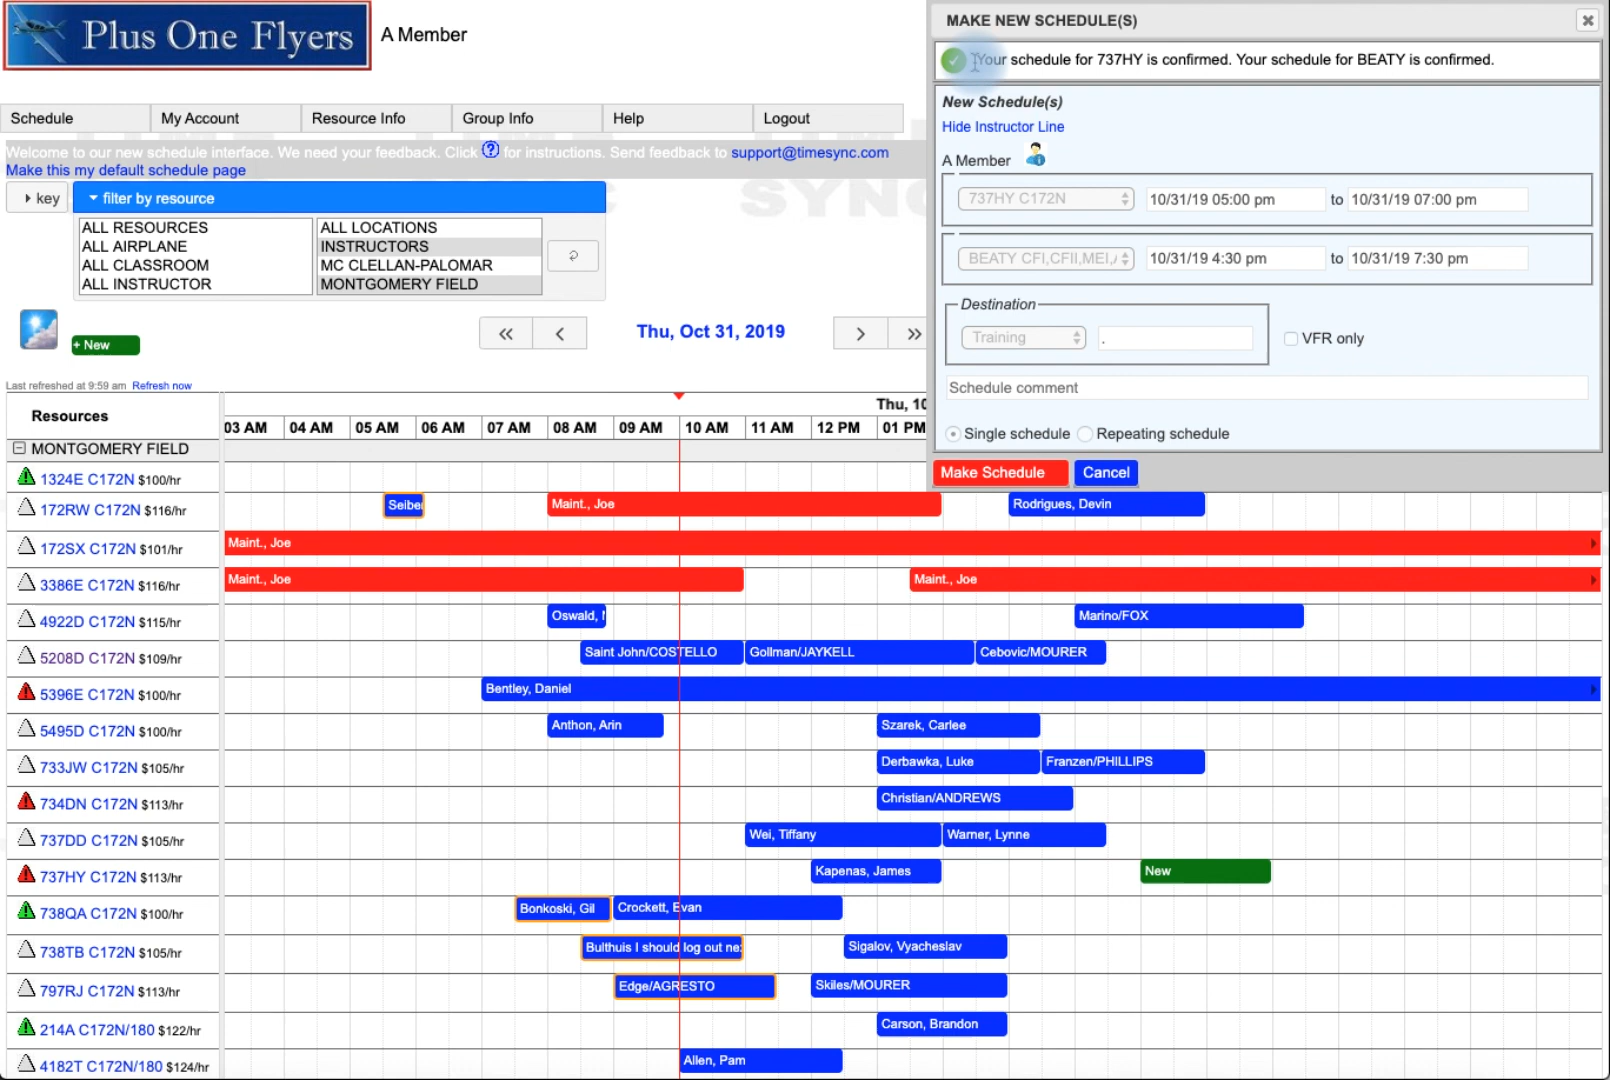 Plus One Flyers
A Member
Schedule
My Account
Resource Info
Group Info
Help
Logout
Welcome to our new schedule interface. We need your feedback. Click ? for instructions. Send feedback to support@timesync.com
Make this my default schedule page
key
filter by resource
ALL RESOURCES
ALL AIRPLANE
ALL CLASSROOM
ALL INSTRUCTOR
ALL LOCATIONS
INSTRUCTORS
MC CLELLAN-PALOMAR
MONTGOMERY FIELD
+ New
« ‹ Thu, Oct 31, 2019 › »
Last refreshed at 9:59 am Refresh now
MAKE NEW SCHEDULE(S)
Your schedule for 737HY is confirmed. Your schedule for BEATY is confirmed.
New Schedule(s)
Hide Instructor Line
A Member
737HY C172N 10/31/19 05:00 pm to 10/31/19 07:00 pm
BEATY CFI,CFII,MEI,/ 10/31/19 4:30 pm to 10/31/19 7:30 pm
Destination
Training .
VFR only
Schedule comment
Single schedule Repeating schedule
Make Schedule Cancel
Resources
Thu, 10
03 AM 04 AM 05 AM 06 AM 07 AM 08 AM 09 AM 10 AM 11 AM 12 PM 01 PM
MONTGOMERY FIELD
1324E C172N $100/hr
172RW C172N $116/hr Seibe Maint., Joe Rodrigues, Devin
172SX C172N $101/hr Maint., Joe
3386E C172N $116/hr Maint., Joe Maint., Joe
4922D C172N $115/hr Oswald, Marino/FOX
5208D C172N $109/hr Saint John/COSTELLO Gollman/JAYKELL Cebovic/MOURER
5396E C172N $100/hr Bentley, Daniel
5495D C172N $100/hr Anthon, Arin Szarek, Carlee
733JW C172N $105/hr Derbawka, Luke Franzen/PHILLIPS
734DN C172N $113/hr Christian/ANDREWS
737DD C172N $105/hr Wei, Tiffany Warner, Lynne
737HY C172N $113/hr Kapenas, James New
738QA C172N $100/hr Bonkoski, Gil Crockett, Evan
738TB C172N $105/hr Bulthuis I should log out ne Sigalov, Vyacheslav
797RJ C172N $113/hr Edge/AGRESTO Skiles/MOURER
214A C172N/180 $122/hr Carson, Brandon
4182T C172N/180 $124/hr Allen, Pam